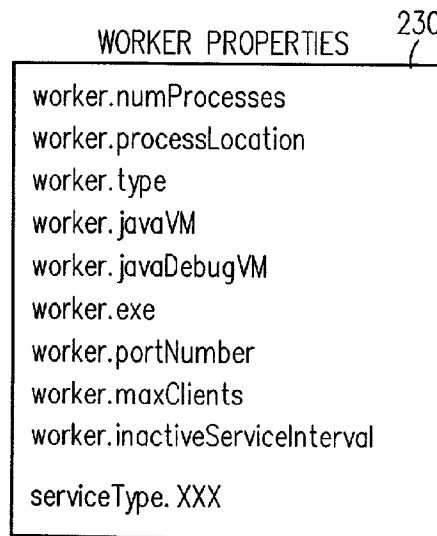 230
WORKER PROPERTIES
worker.numProcesses
worker.processLocation
worker.type
worker.javaVM
worker.javaDebugVM
worker.exe
worker.portNumber
worker.maxClients
worker.inactiveServiceInterval
serviceType. XXX